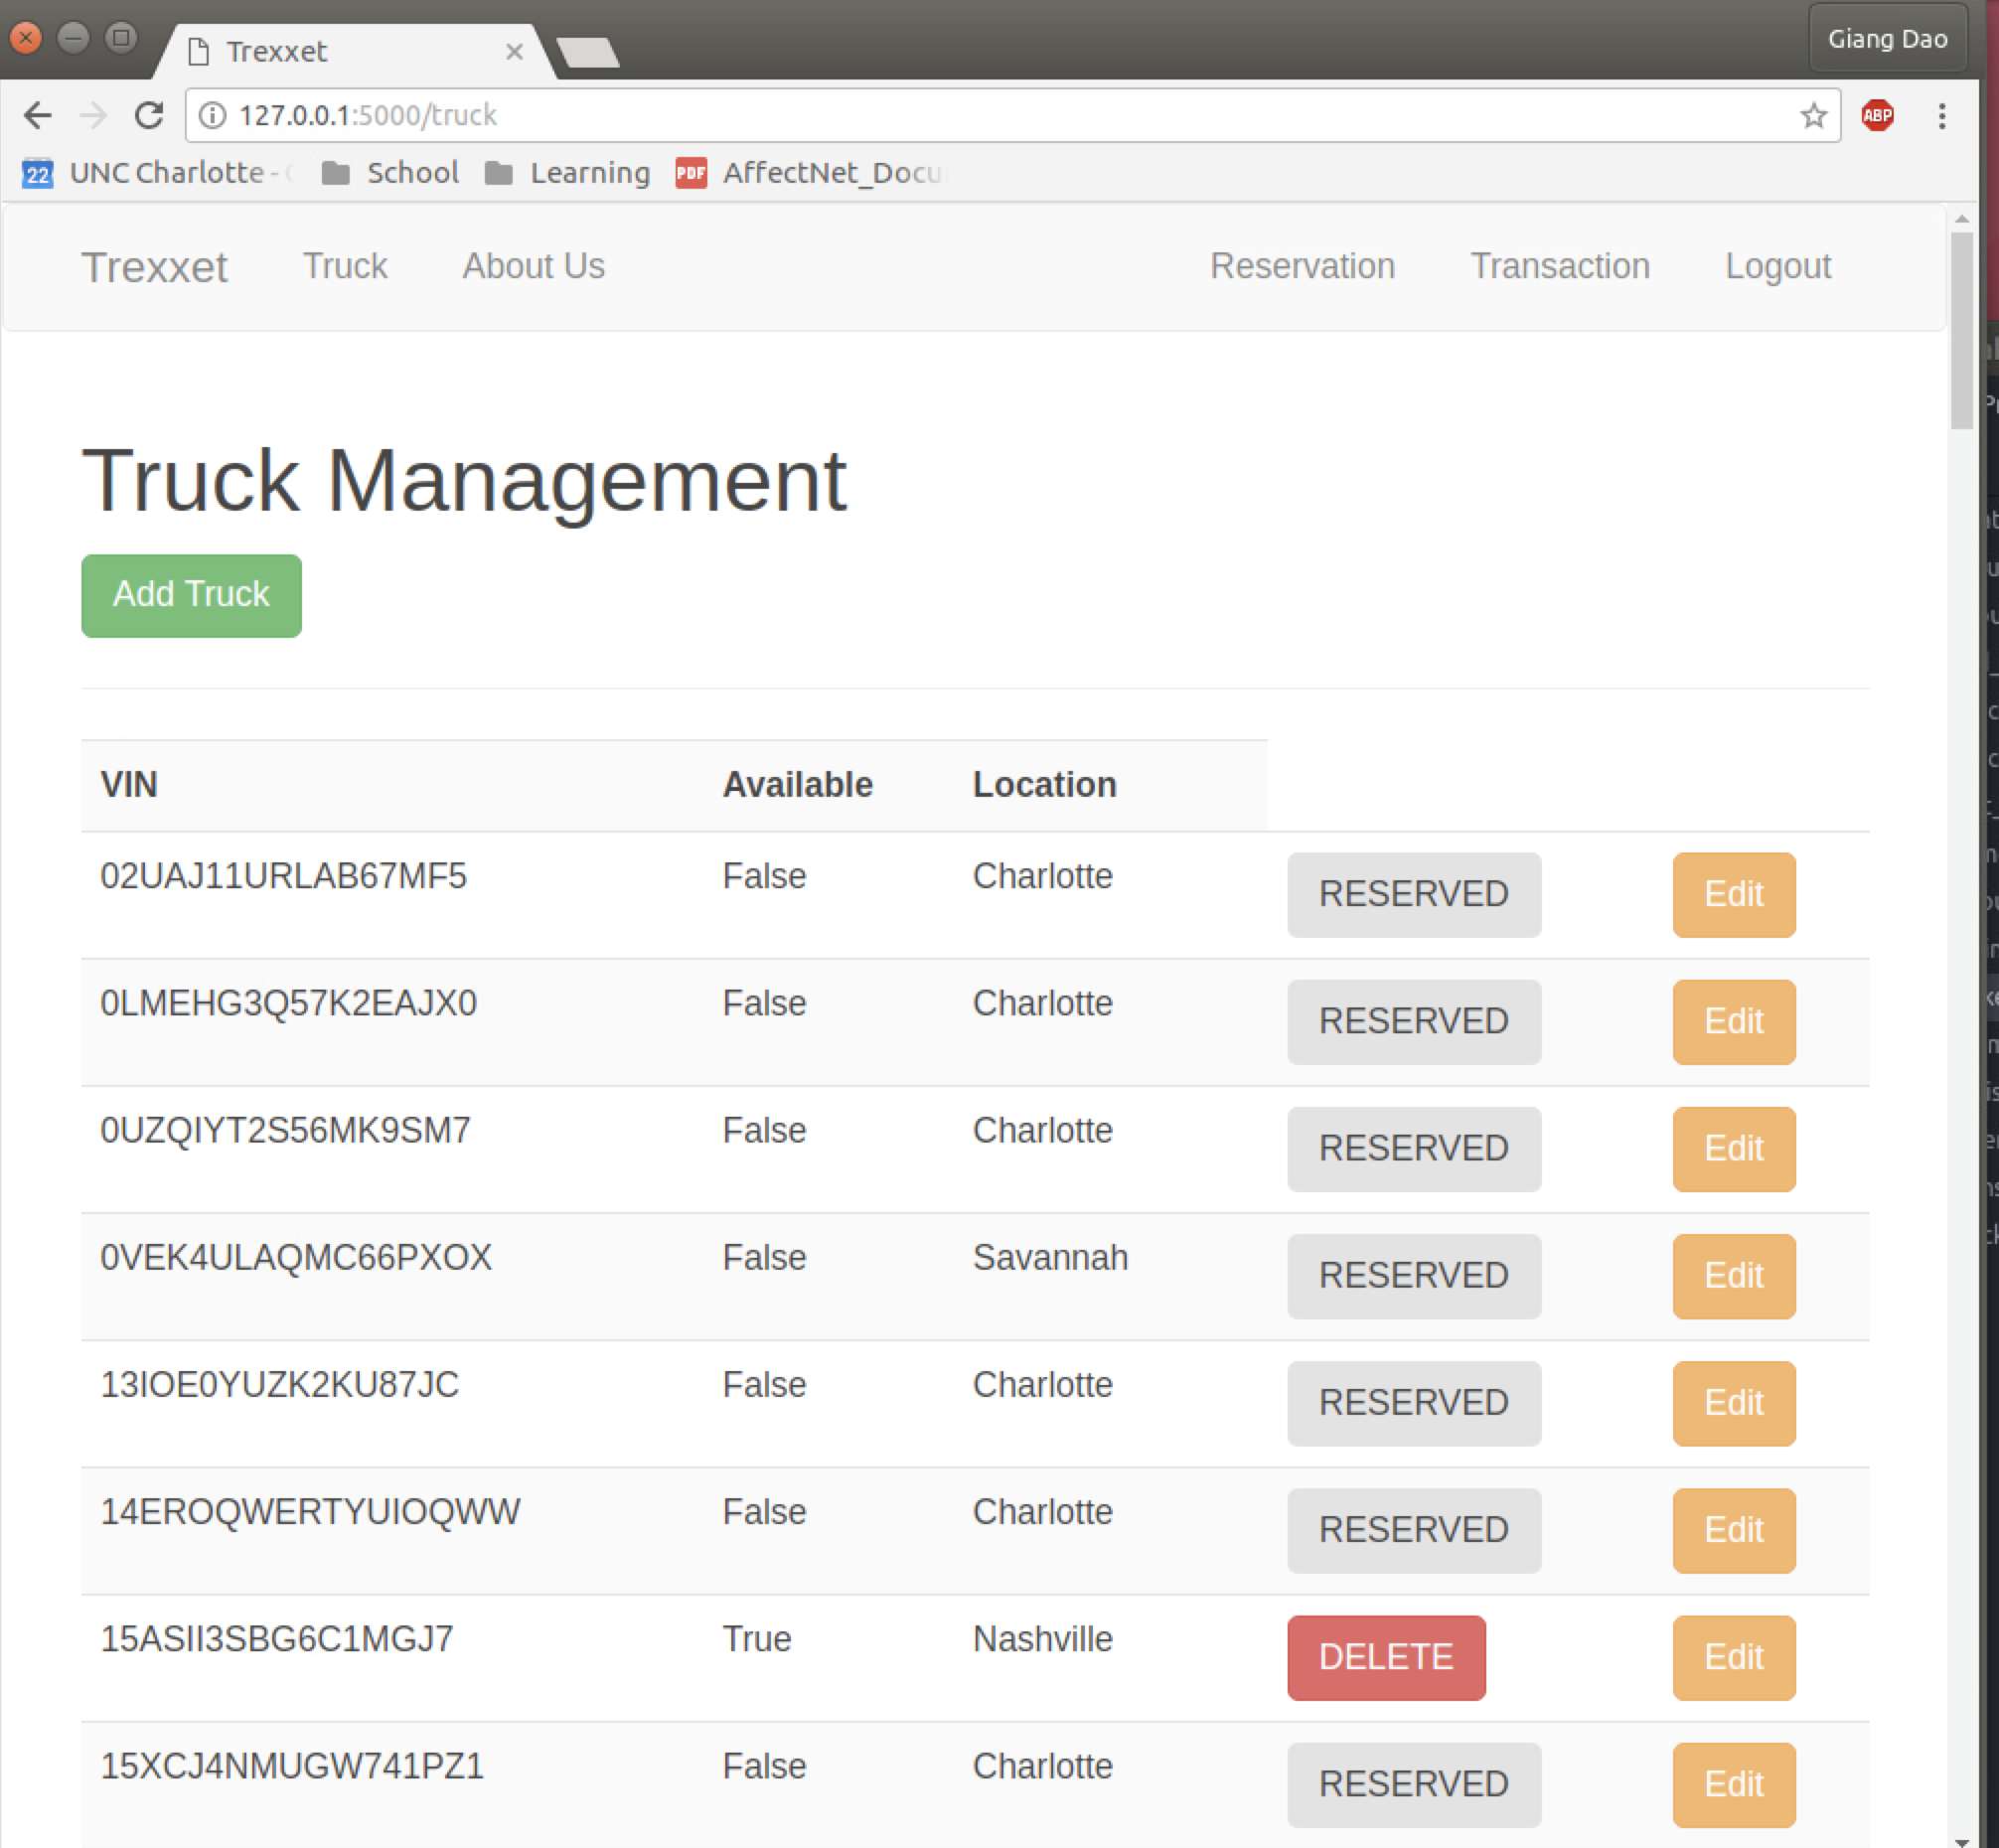 Trexxet
Giang Dao
127.0.0.1:5000/truck
ABP
22 UNC Charlotte - School Learning PDF AffectNet_Docu
Trexxet Truck About Us Reservation Transaction Logout
Truck Management
Add Truck
VIN Available Location
02UAJ11URLAB67MF5 False Charlotte RESERVED Edit
0LMEHG3Q57K2EAJX0 False Charlotte RESERVED Edit
0UZQIYT2S56MK9SM7 False Charlotte RESERVED Edit
0VEK4ULAQMC66PXOX False Savannah RESERVED Edit
13IOE0YUZK2KU87JC False Charlotte RESERVED Edit
14EROQWERTYUIOQWW False Charlotte RESERVED Edit
15ASII3SBG6C1MGJ7 True Nashville DELETE Edit
15XCJ4NMUGW741PZ1 False Charlotte RESERVED Edit